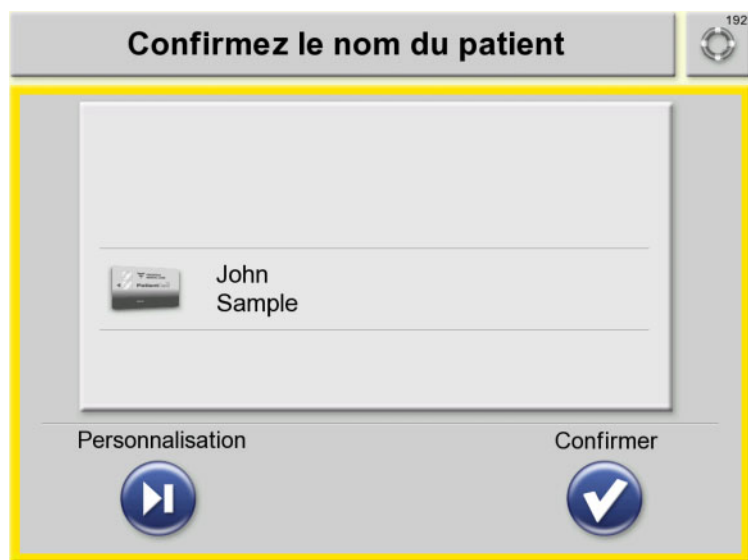 Confirmez le nom du patient
192
John
Sample
Personnalisation
Confirmer